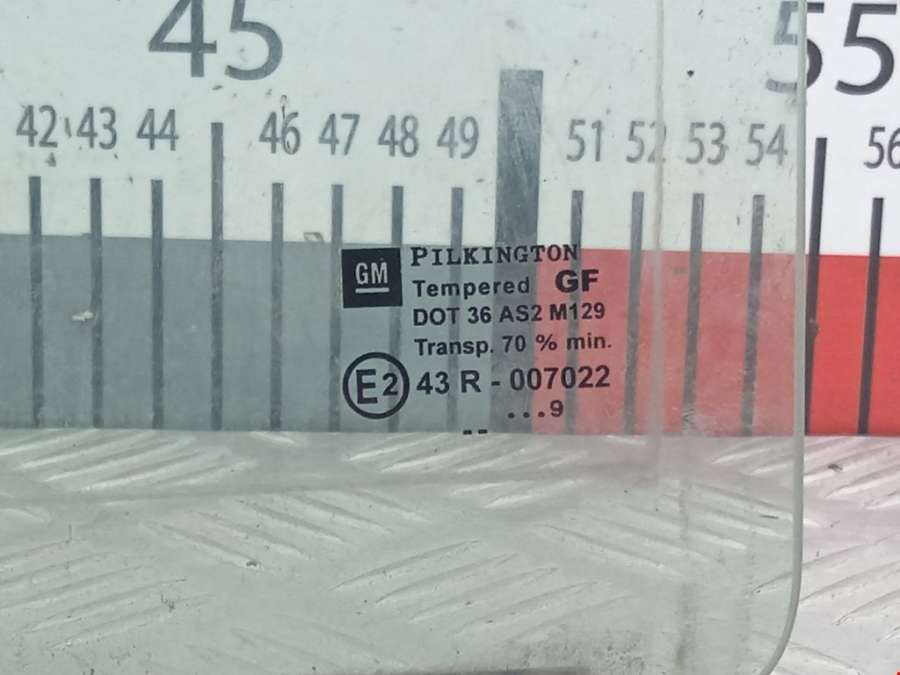 45 55
42 43 44 46 47 48 49 51 52 53 54 56
GM
PILKINGTON
Tempered GF
DOT 36 AS2 M129
Transp. 70 % min.
E2 43 R - 007022
...9
--